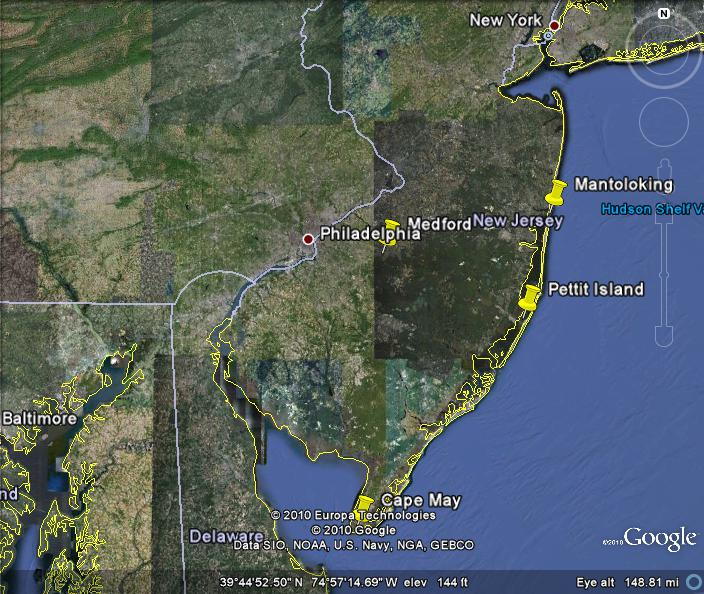 New York
N
Mantoloking
Hudson Shelf V
Medford
New Jersey
Philadelphia
Pettit Island
Baltimore
nd
Cape May
© 2010 Europa Technologies
© 2010 Google
Delaware
Data SIO, NOAA, U.S. Navy, NGA, GEBCO
©2010 Google
39°44'52.50" N 74°57'14.69" W elev 144 ft
Eye alt 148.81 mi